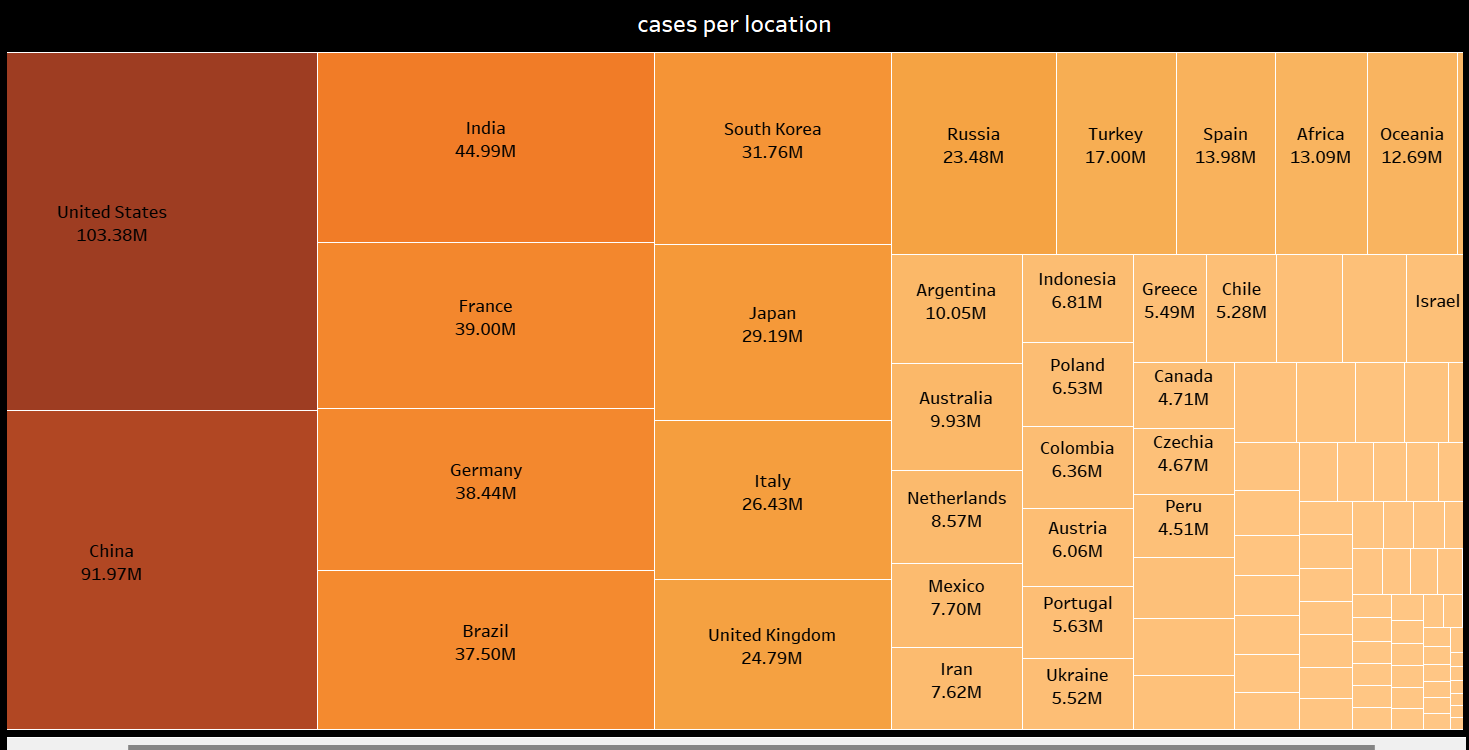 cases per location
United States
103.38M
China
91.97M
India
44.99M
France
39.00M
Germany
38.44M
Brazil
37.50M
South Korea
31.76M
Japan
29.19M
Italy
26.43M
United Kingdom
24.79M
Russia
23.48M
Turkey
17.00M
Spain
13.98M
Africa
13.09M
Oceania
12.69M
Argentina
10.05M
Australia
9.93M
Netherlands
8.57M
Mexico
7.70M
Iran
7.62M
Indonesia
6.81M
Poland
6.53M
Colombia
6.36M
Austria
6.06M
Portugal
5.63M
Ukraine
5.52M
Greece
5.49M
Chile
5.28M
Israel
Canada
4.71M
Czechia
4.67M
Peru
4.51M